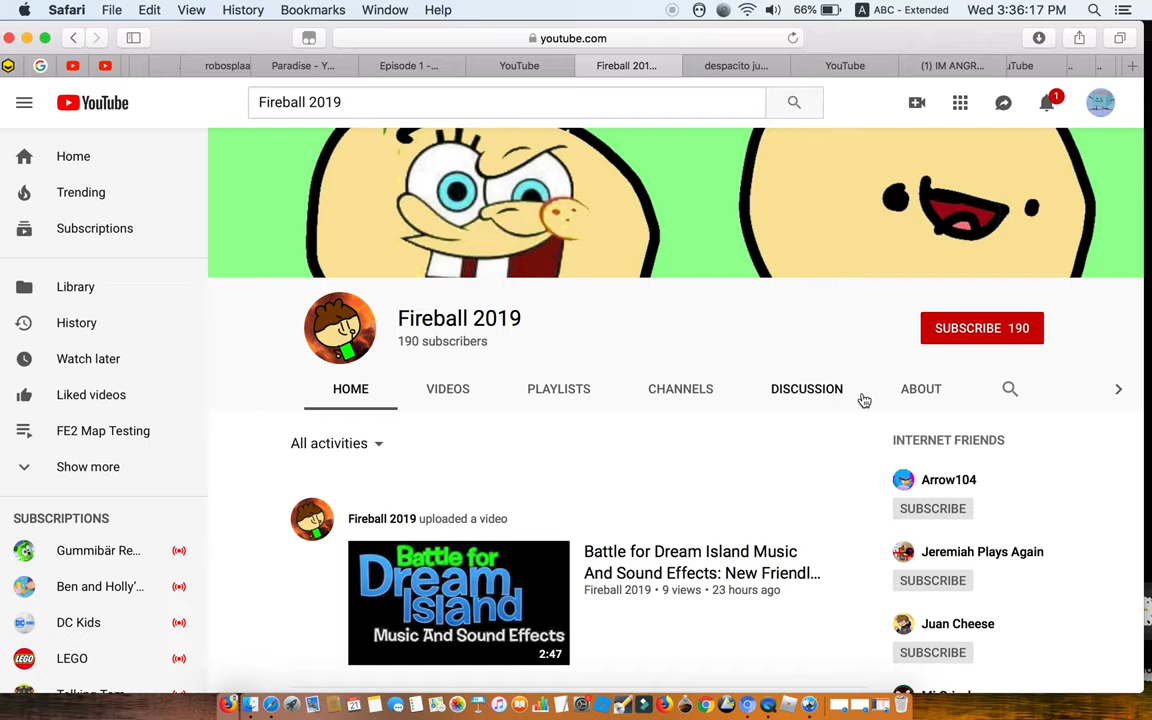 Safari File Edit View History Bookmarks Window Help 66% A ABC - Extended Wed 3:36:17 PM
youtube.com
robosplaa Paradise - Y... Episode 1 -... YouTube Fireball 201... despacito ju... YouTube (1) IM ANGR... uTube
YouTube Fireball 2019 1
Home
Trending
Subscriptions
Library
History
Watch later
Liked videos
FE2 Map Testing
Show more
SUBSCRIPTIONS
Gummibär Re...
Ben and Holly'...
DC Kids
LEGO
Fireball 2019
190 subscribers
SUBSCRIBE 190
HOME VIDEOS PLAYLISTS CHANNELS DISCUSSION ABOUT
All activities
Fireball 2019 uploaded a video
Battle for Dream Island
Music And Sound Effects
2:47
Battle for Dream Island Music
And Sound Effects: New Friendl...
Fireball 2019 • 9 views • 23 hours ago
INTERNET FRIENDS
Arrow104
SUBSCRIBE
Jeremiah Plays Again
SUBSCRIBE
Juan Cheese
SUBSCRIBE